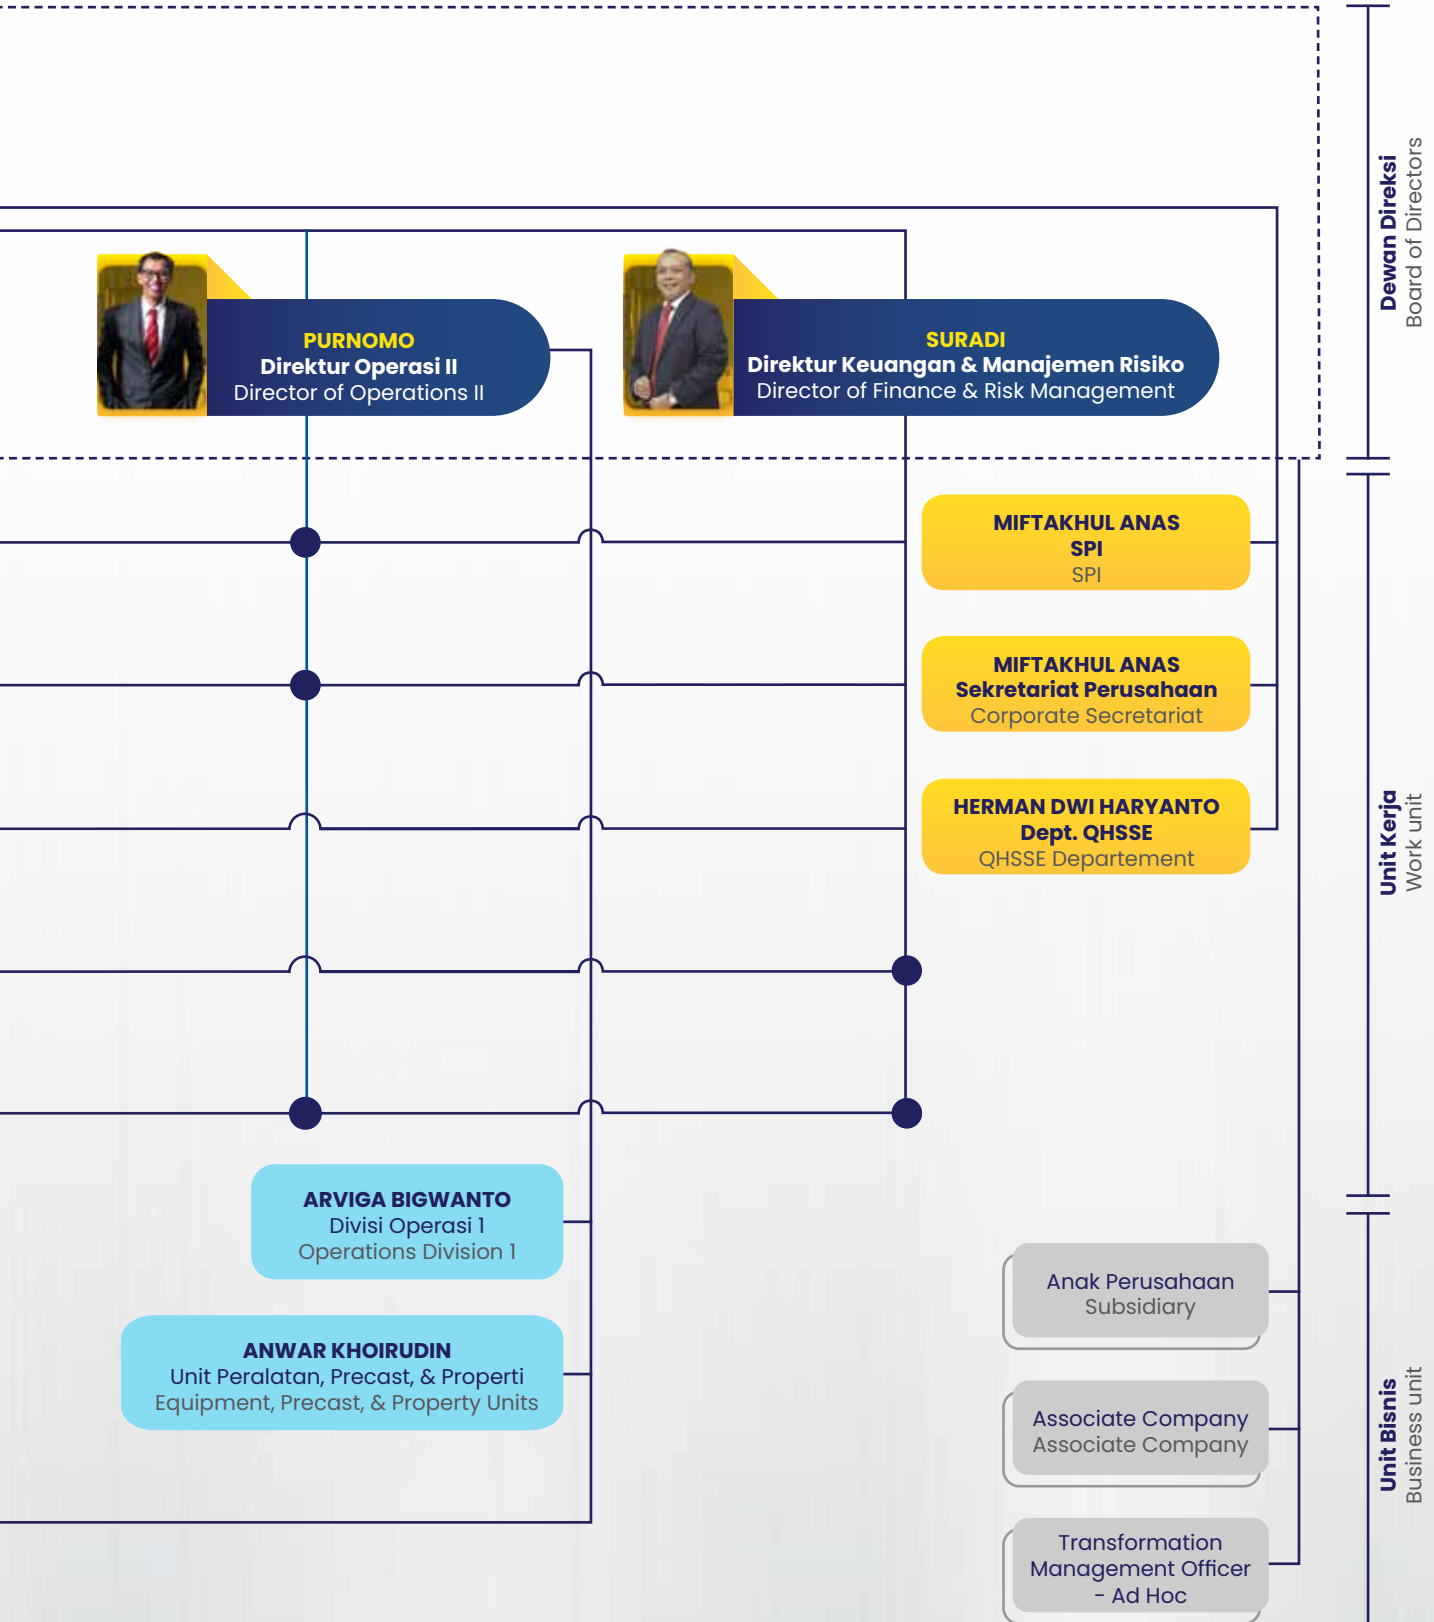 Dewan Direksi
Board of Directors
PURNOMO
Direktur Operasi II
Director of Operations II
SURADI
Direktur Keuangan & Manajemen Risiko
Director of Finance & Risk Management
MIFTAKHUL ANAS
SPI
SPI
MIFTAKHUL ANAS
Sekretariat Perusahaan
Corporate Secretariat
HERMAN DWI HARYANTO
Dept. QHSSE
QHSSE Departement
Unit Kerja
Work unit
ARVIGA BIGWANTO
Divisi Operasi 1
Operations Division 1
ANWAR KHOIRUDIN
Unit Peralatan, Precast, & Properti
Equipment, Precast, & Property Units
Anak Perusahaan
Subsidiary
Associate Company
Associate Company
Transformation
Management Officer
- Ad Hoc
Unit Bisnis
Business unit